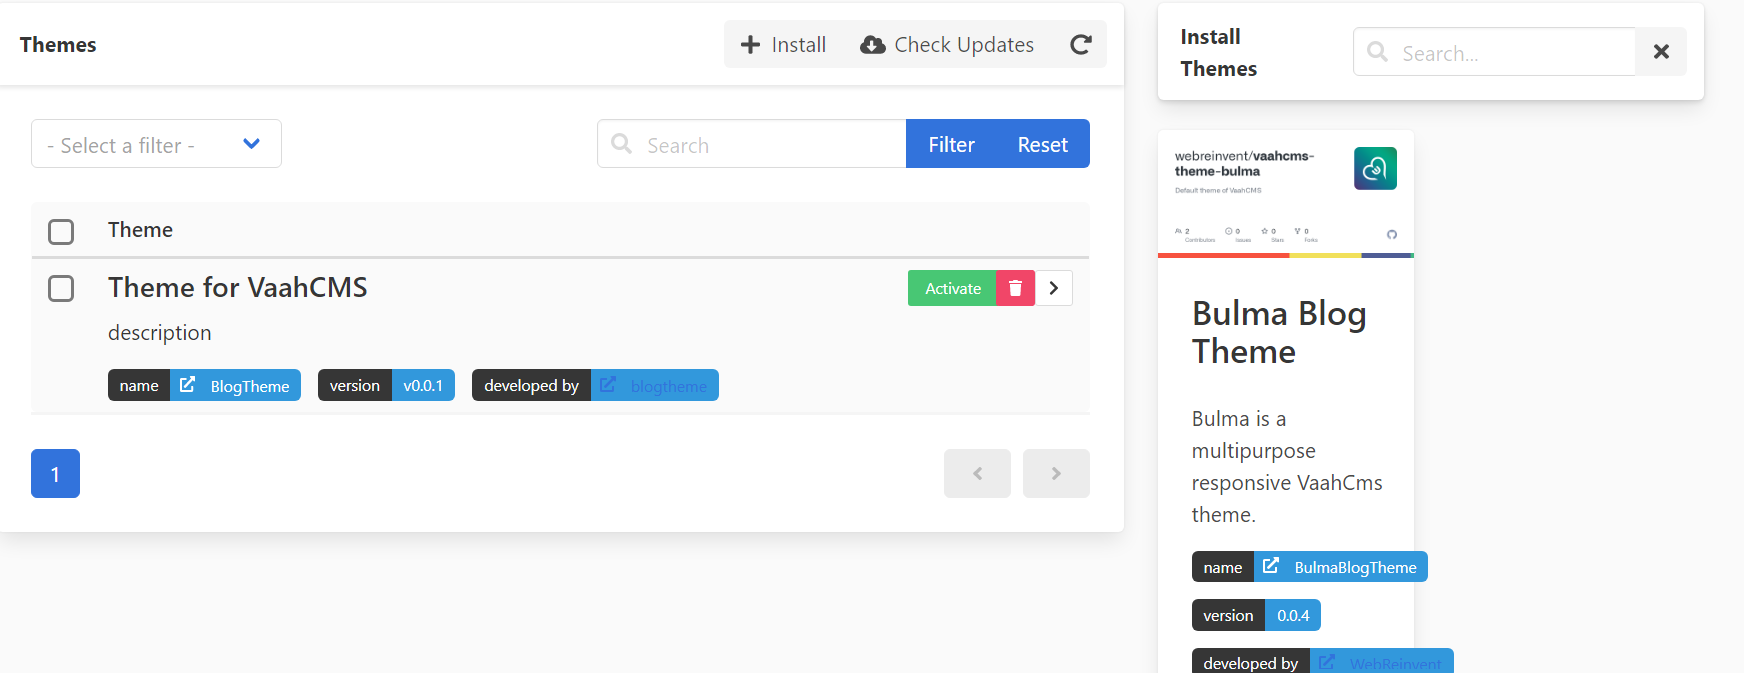 Themes
Install
Check Updates
- Select a filter -
Search
Filter
Reset
Theme
Theme for VaahCMS
Activate
description
name BlogTheme
version v0.0.1
developed by blogtheme
1
Install
Themes
Search...
webreinvent/vaahcms-
theme-bulma
Default theme of VaahCMS
2
Contributors
0
Issues
0
Stars
0
Forks
Bulma Blog
Theme
Bulma is a
multipurpose
responsive VaahCms
theme.
name BulmaBlogTheme
version 0.0.4
developed by WebReinvent